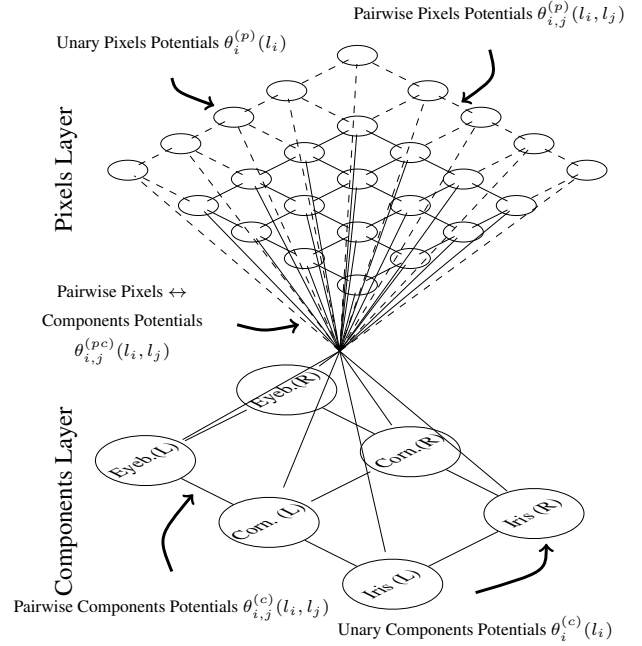 Pairwise Pixels Potentials θ_{i,j}^{(p)}(l_i, l_j)
Unary Pixels Potentials θ_i^{(p)}(l_i)
Pixels Layer
Pairwise Pixels ↔
Components Potentials
θ_{i,j}^{(pc)}(l_i, l_j)
Components Layer
Eyeb.(R)
Eyeb.(L)
Corn.(R)
Corn. (L)
Iris (R)
Iris (L)
Pairwise Components Potentials θ_{i,j}^{(c)}(l_i, l_j)
Unary Components Potentials θ_i^{(c)}(l_i)